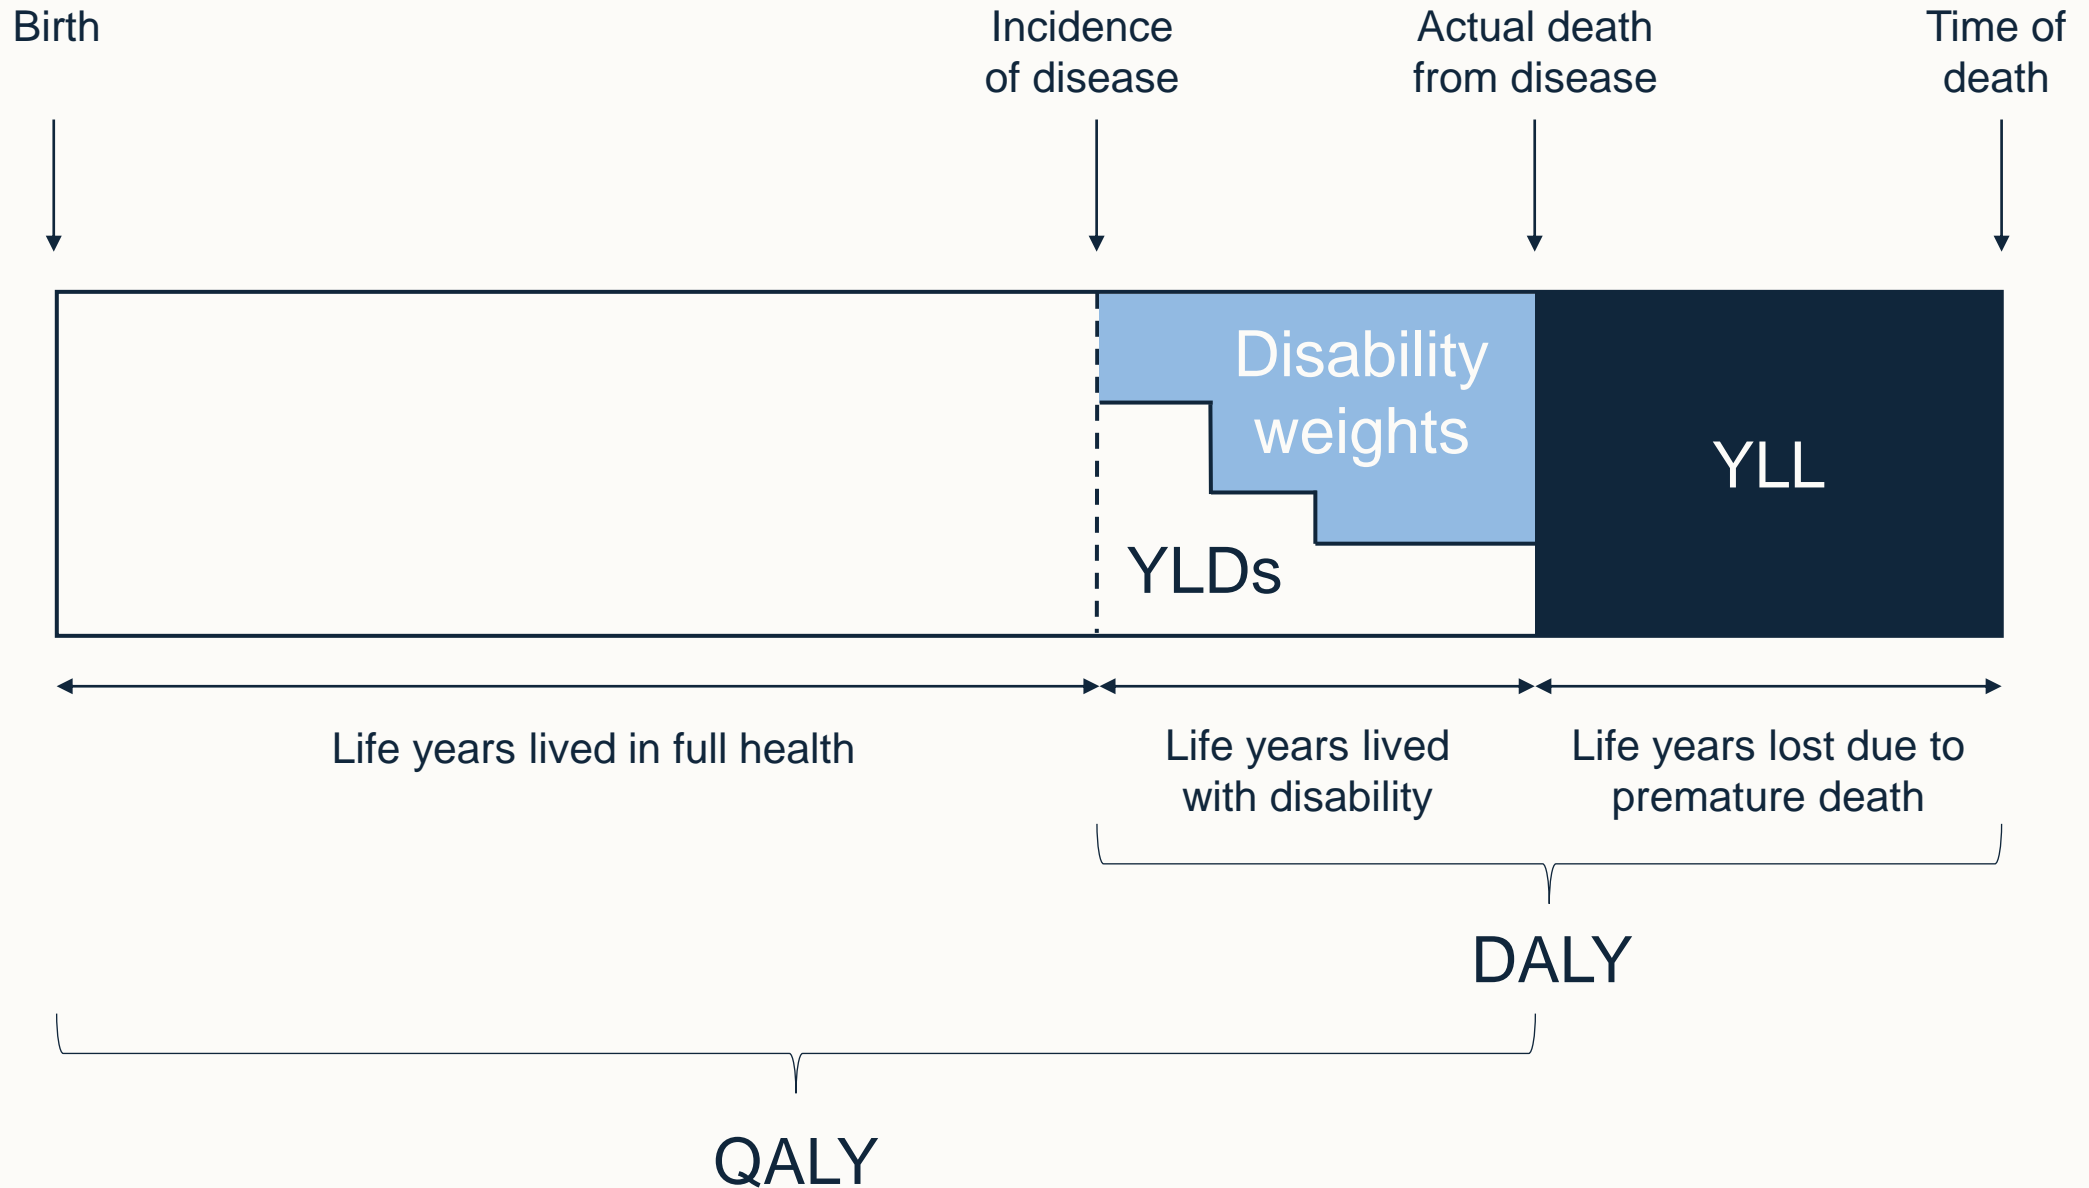 Birth
Incidence
of disease
Actual death
from disease
Time of
death
Disability
weights
YLL
YLDs
Life years lived in full health
Life years lived
with disability
Life years lost due to
premature death
DALY
QALY